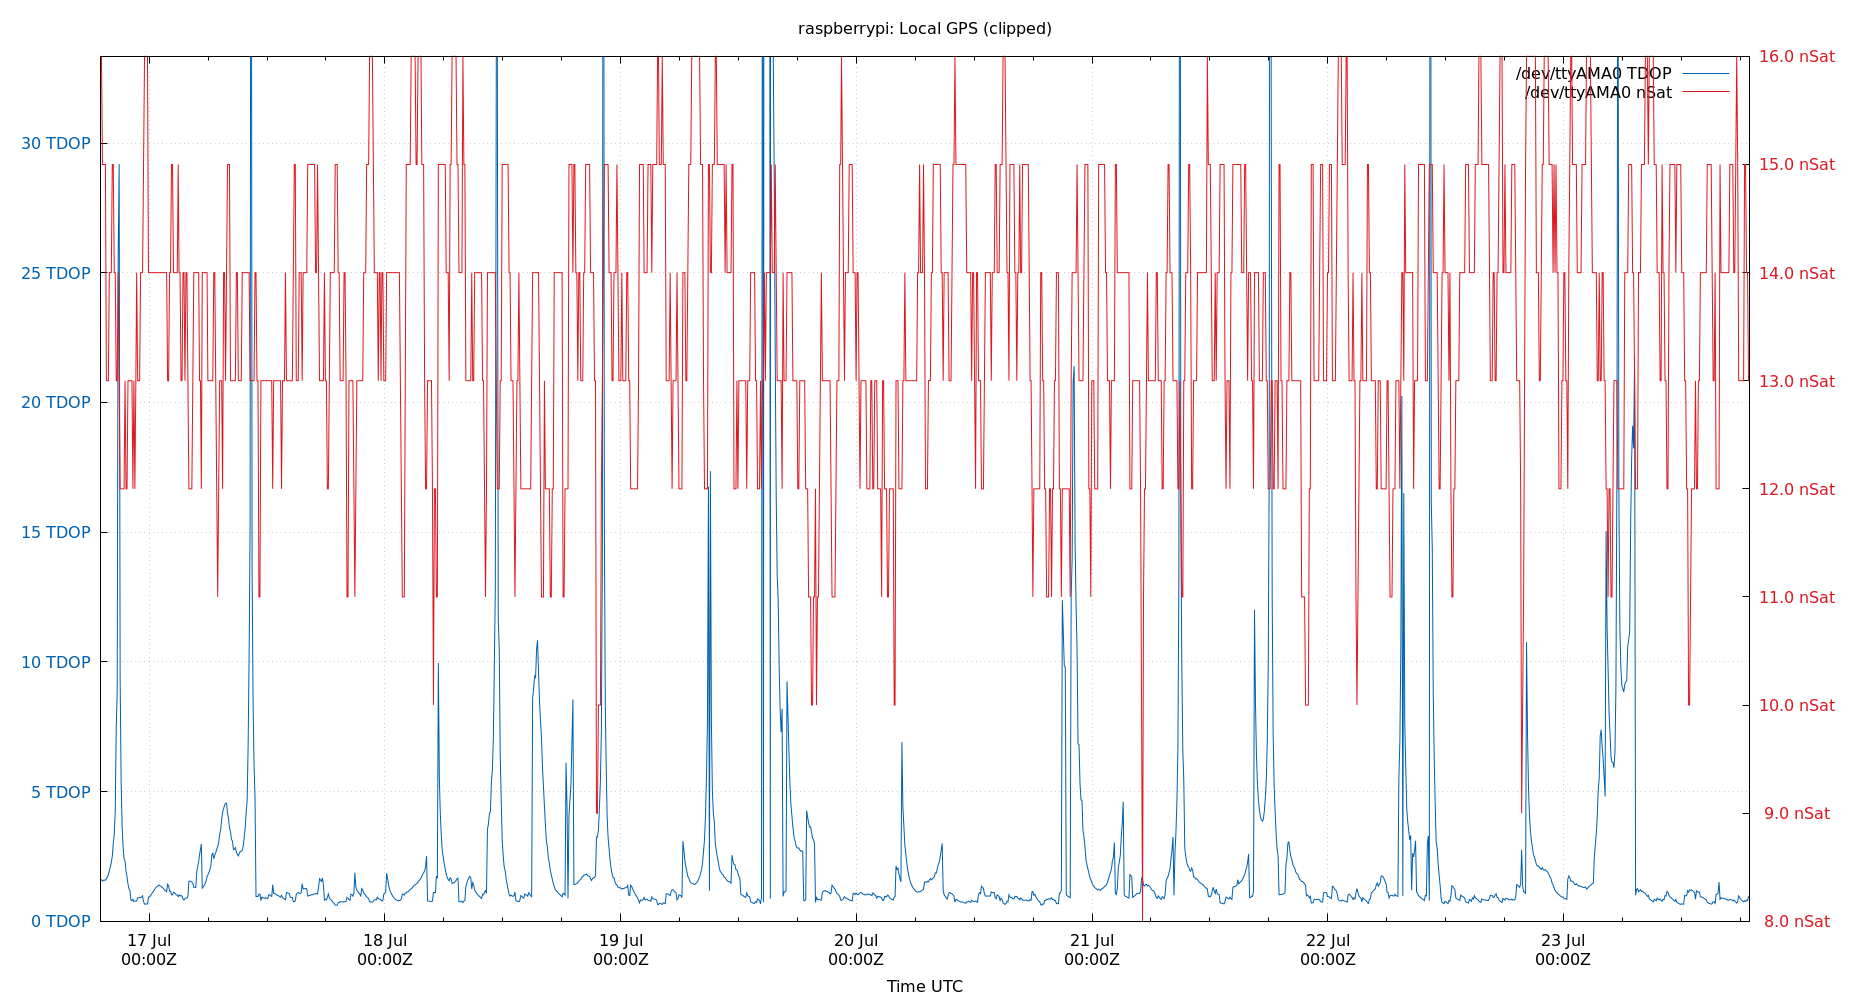 raspberrypi: Local GPS (clipped)
/dev/ttyAMA0 TDOP
/dev/ttyAMA0 nSat
30 TDOP
25 TDOP
20 TDOP
15 TDOP
10 TDOP
5 TDOP
0 TDOP
16.0 nSat
15.0 nSat
14.0 nSat
13.0 nSat
12.0 nSat
11.0 nSat
10.0 nSat
9.0 nSat
8.0 nSat
17 Jul
00:00Z
18 Jul
00:00Z
19 Jul
00:00Z
20 Jul
00:00Z
21 Jul
00:00Z
22 Jul
00:00Z
23 Jul
00:00Z
Time UTC